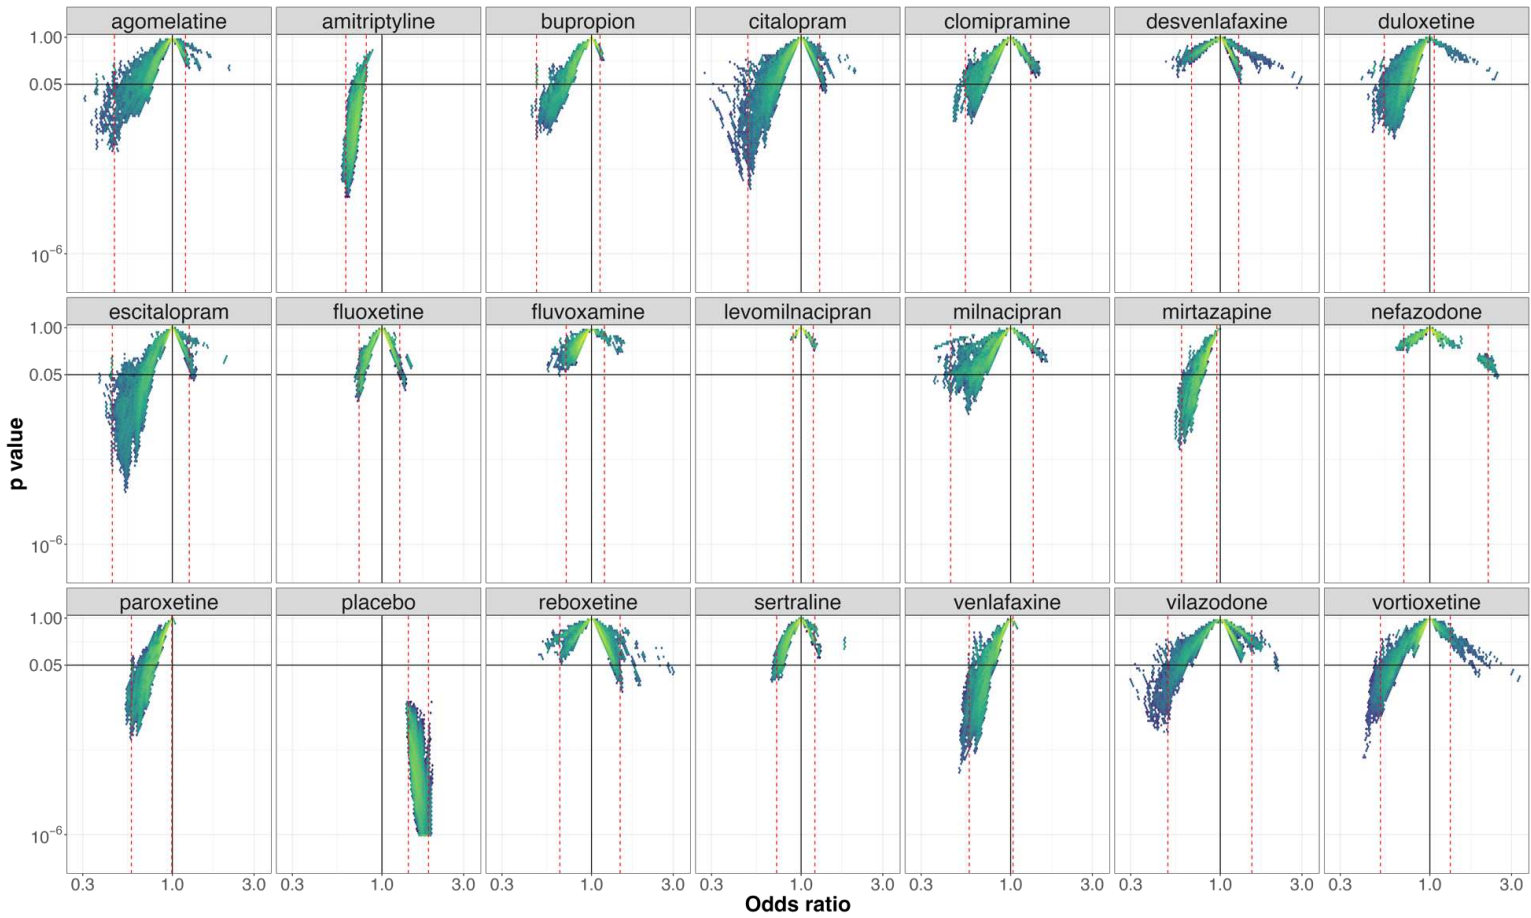 agomelatine amitriptyline bupropion citalopram clomipramine desvenlafaxine duloxetine
1.00
0.05
10⁻⁶
escitalopram fluoxetine fluvoxamine levomilnacipran milnacipran mirtazapine nefazodone
1.00
0.05
10⁻⁶
p value
paroxetine placebo reboxetine sertraline venlafaxine vilazodone vortioxetine
1.00
0.05
10⁻⁶
0.3 1.0 3.0 0.3 1.0 3.0 0.3 1.0 3.0 0.3 1.0 3.0 0.3 1.0 3.0 0.3 1.0 3.0 0.3 1.0 3.0
Odds ratio